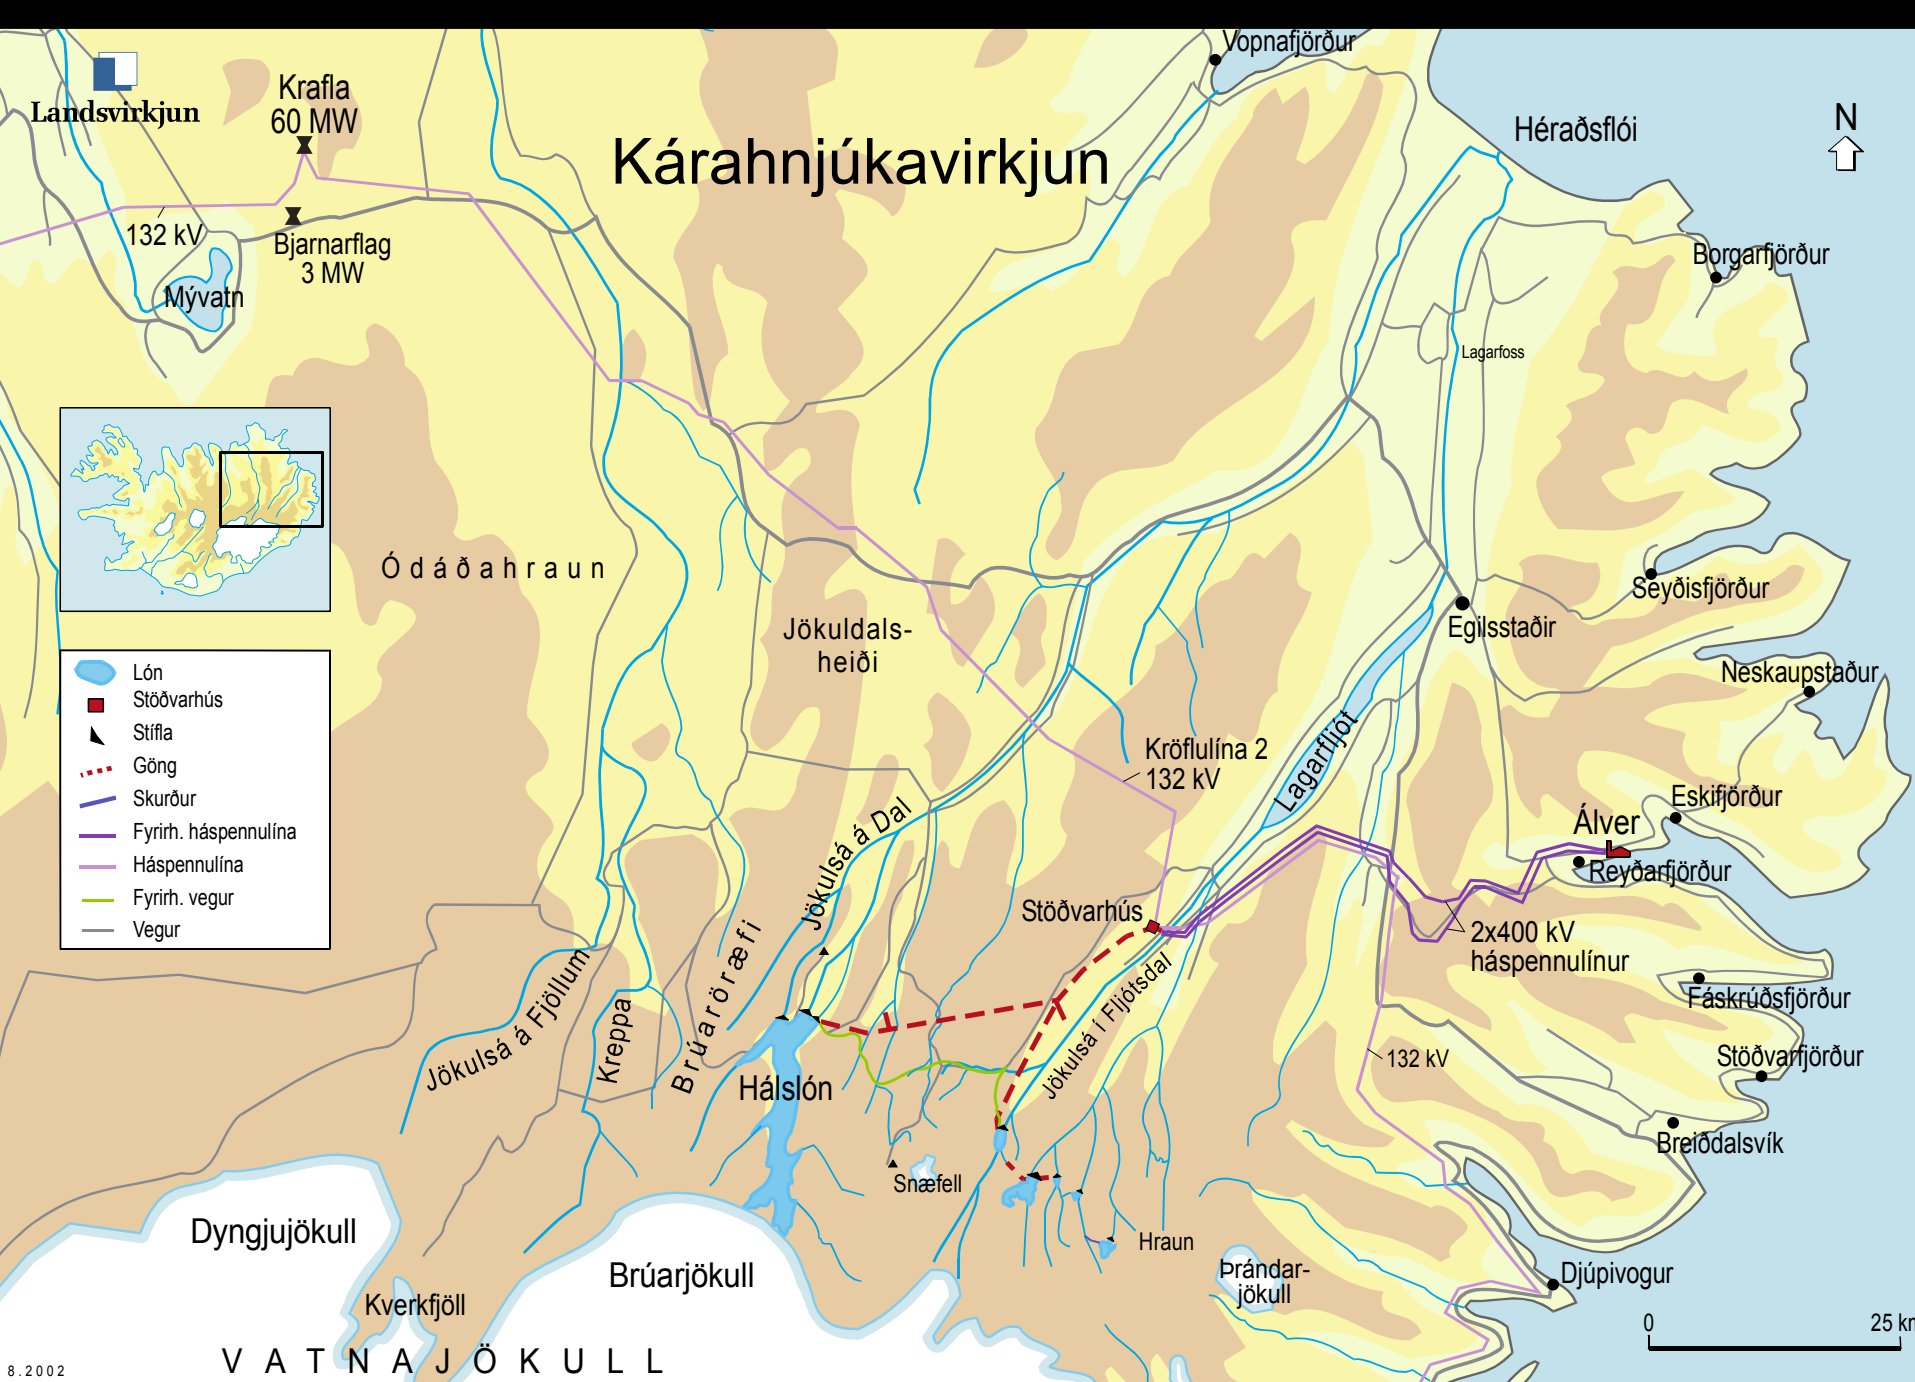 Landsvirkjun
Krafla
60 MW
132 kV
Bjarnarflag
3 MW
Mývatn
Kárahnjúkavirkjun
Vopnafjörður
Héraðsflói
N
Borgarfjörður
Lagarfoss
Ódáðahraun
Jökuldals-
heiði
Seyðisfjörður
Egilsstaðir
Neskaupstaður
Lón
Stöðvarhús
Stífla
Göng
Skurður
Fyrirh. háspennulína
Háspennulína
Fyrirh. vegur
Vegur
Kröflulína 2
132 kV
Lagarfljót
Eskifjörður
Álver
Reyðarfjörður
Jökulsá á Dal
Stöðvarhús
2x400 kV
háspennulínur
Fáskrúðsfjörður
Jökulsá á Fjöllum
Kreppa
Brúaröræfi
Jökulsá í Fljótsdal
Stöðvarfjörður
132 kV
Hálslón
Breiðdalsvík
Snæfell
Hraun
Dyngjujökull
Brúarjökull
Þrándar-
jökull
Djúpivogur
Kverkfjöll
0
25 km
VATNAJÖKULL
8.2002